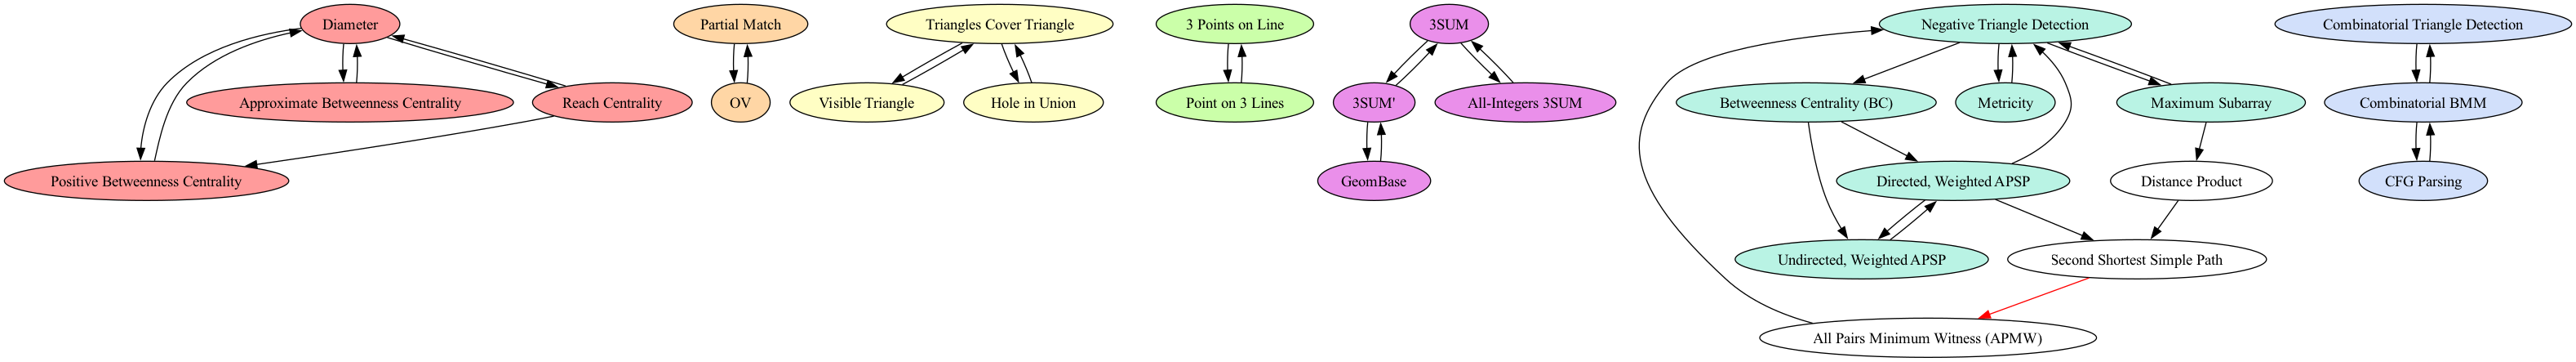 Diameter
Partial Match
Triangles Cover Triangle
3 Points on Line
3SUM
Negative Triangle Detection
Combinatorial Triangle Detection
Approximate Betweenness Centrality
Reach Centrality
OV
Visible Triangle
Hole in Union
Point on 3 Lines
3SUM'
All-Integers 3SUM
Betweenness Centrality (BC)
Metricity
Maximum Subarray
Combinatorial BMM
Positive Betweenness Centrality
GeomBase
Directed, Weighted APSP
Distance Product
CFG Parsing
Undirected, Weighted APSP
Second Shortest Simple Path
All Pairs Minimum Witness (APMW)